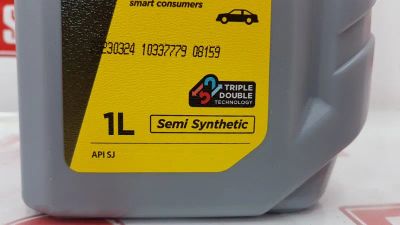 smart consumers
230324 10337779 08159
TRIPLE
DOUBLE
TECHNOLOGY
1L
Semi Synthetic
API SJ